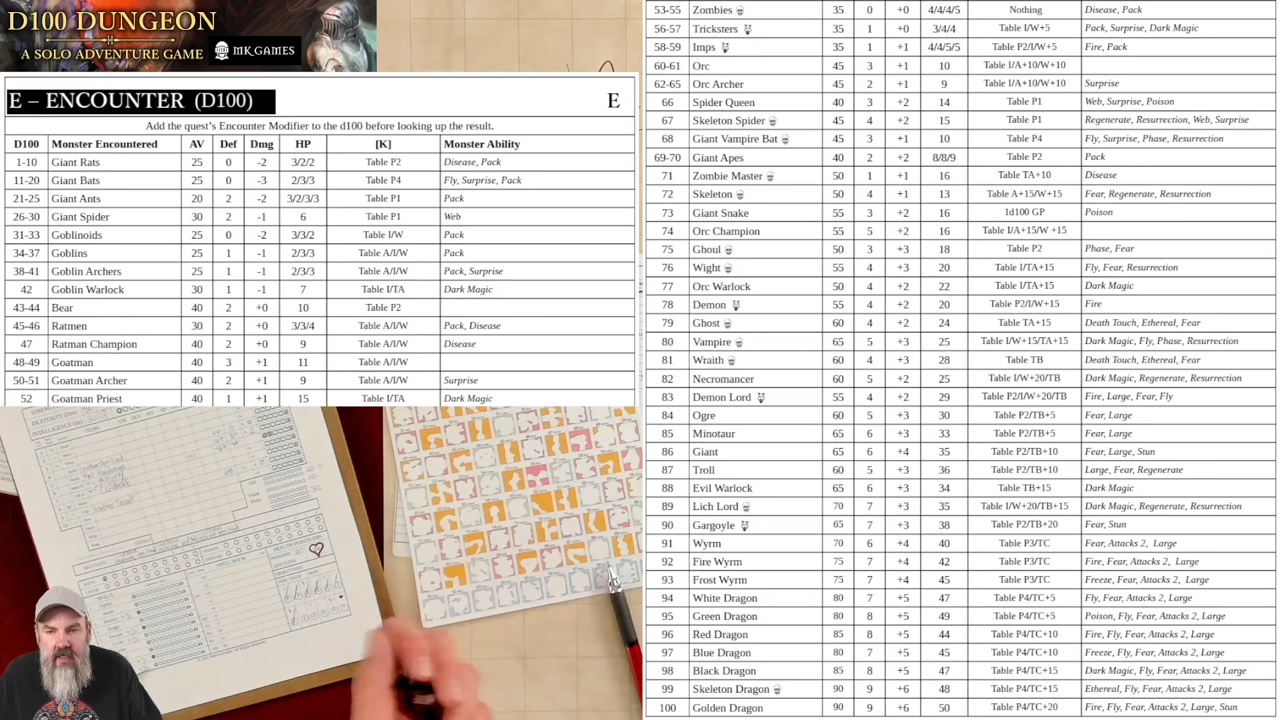 D100 DUNGEON
A SOLO ADVENTURE GAME
MK.GAMES
E – ENCOUNTER (D100) E
Add the quest's Encounter Modifier to the d100 before looking up the result.
D100 Monster Encountered AV Def Dmg HP [K] Monster Ability
1-10 Giant Rats 25 0 -2 3/2/2 Table P2 Disease, Pack
11-20 Giant Bats 25 0 -3 2/3/3 Table P4 Fly, Surprise, Pack
21-25 Giant Ants 20 2 -2 3/2/3/3 Table P1 Pack
26-30 Giant Spider 30 2 -1 6 Table P1 Web
31-33 Goblinoids 25 0 -2 3/3/2 Table I/W Pack
34-37 Goblins 25 1 -1 2/3/3 Table A/I/W Pack
38-41 Goblin Archers 25 1 -1 2/3/3 Table A/I/W Pack, Surprise
42 Goblin Warlock 30 1 -1 7 Table I/TA Dark Magic
43-44 Bear 40 2 +0 10 Table P2
45-46 Ratmen 30 2 +0 3/3/4 Table A/I/W Pack, Disease
47 Ratman Champion 40 2 +0 9 Table A/I/W Disease
48-49 Goatman 40 3 +1 11 Table A/I/W
50-51 Goatman Archer 40 2 +1 9 Table A/I/W Surprise
52 Goatman Priest 40 1 +1 15 Table I/TA Dark Magic
53-55 Zombies 35 0 +0 4/4/4/5 Nothing Disease, Pack
56-57 Tricksters 35 1 +0 3/4/4 Table I/W+5 Pack, Surprise, Dark Magic
58-59 Imps 35 1 +1 4/4/5/5 Table P2/I/W+5 Fire, Pack
60-61 Orc 45 3 +1 10 Table I/A+10/W+10
62-65 Orc Archer 45 2 +1 9 Table I/A+10/W+10 Surprise
66 Spider Queen 40 3 +2 14 Table P1 Web, Surprise, Poison
67 Skeleton Spider 45 4 +2 15 Table P1 Regenerate, Resurrection, Web, Surprise
68 Giant Vampire Bat 45 3 +1 10 Table P4 Fly, Surprise, Phase, Resurrection
69-70 Giant Apes 40 2 +2 8/8/9 Table P2 Pack
71 Zombie Master 50 1 +1 16 Table TA+10 Disease
72 Skeleton 50 4 +1 13 Table A+15/W+15 Fear, Regenerate, Resurrection
73 Giant Snake 55 3 +2 16 1d100 GP Poison
74 Orc Champion 55 5 +2 16 Table I/A+15/W +15
75 Ghoul 50 3 +3 18 Table P2 Phase, Fear
76 Wight 55 4 +3 20 Table I/TA+15 Fly, Fear, Resurrection
77 Orc Warlock 50 4 +2 22 Table I/TA+15 Dark Magic
78 Demon 55 4 +2 20 Table P2/I/W+15 Fire
79 Ghost 60 4 +2 24 Table TA+15 Death Touch, Ethereal, Fear
80 Vampire 65 5 +3 25 Table I/W+15/TA+15 Dark Magic, Fly, Phase, Resurrection
81 Wraith 60 4 +3 28 Table TB Death Touch, Ethereal, Fear
82 Necromancer 60 5 +2 25 Table I/W+20/TB Dark Magic, Regenerate, Resurrection
83 Demon Lord 55 4 +2 29 Table P2/I/W+20/TB Fire, Large, Fear, Fly
84 Ogre 60 5 +3 30 Table P2/TB+5 Fear, Large
85 Minotaur 65 6 +3 33 Table P2/TB+5 Fear, Large
86 Giant 65 6 +4 35 Table P2/TB+10 Fear, Large, Stun
87 Troll 60 5 +3 36 Table P2/TB+10 Large, Fear, Regenerate
88 Evil Warlock 65 6 +3 34 Table TB+15 Dark Magic
89 Lich Lord 70 7 +3 35 Table I/W+20/TB+15 Dark Magic, Regenerate, Resurrection
90 Gargoyle 65 7 +3 38 Table P2/TB+20 Fear, Stun
91 Wyrm 70 6 +4 40 Table P3/TC Fear, Attacks 2, Large
92 Fire Wyrm 75 7 +4 42 Table P3/TC Fire, Fear, Attacks 2, Large
93 Frost Wyrm 75 7 +4 45 Table P3/TC Freeze, Fear, Attacks 2, Large
94 White Dragon 80 7 +5 47 Table P4/TC+5 Fly, Fear, Attacks 2, Large
95 Green Dragon 80 8 +5 49 Table P4/TC+5 Poison, Fly, Fear, Attacks 2, Large
96 Red Dragon 85 8 +5 44 Table P4/TC+10 Fire, Fly, Fear, Attacks 2, Large
97 Blue Dragon 80 7 +5 45 Table P4/TC+10 Freeze, Fly, Fear, Attacks 2, Large
98 Black Dragon 85 8 +5 47 Table P4/TC+15 Dark Magic, Fly, Fear, Attacks 2, Large
99 Skeleton Dragon 90 9 +6 48 Table P4/TC+15 Ethereal, Fly, Fear, Attacks 2, Large
100 Golden Dragon 90 9 +6 50 Table P4/TC+20 Fire, Fly, Fear, Attacks 2, Large, Stun
DEXTERITY (Dex)
INTELLIGENCE (Int)
ITEMS
SKILLS